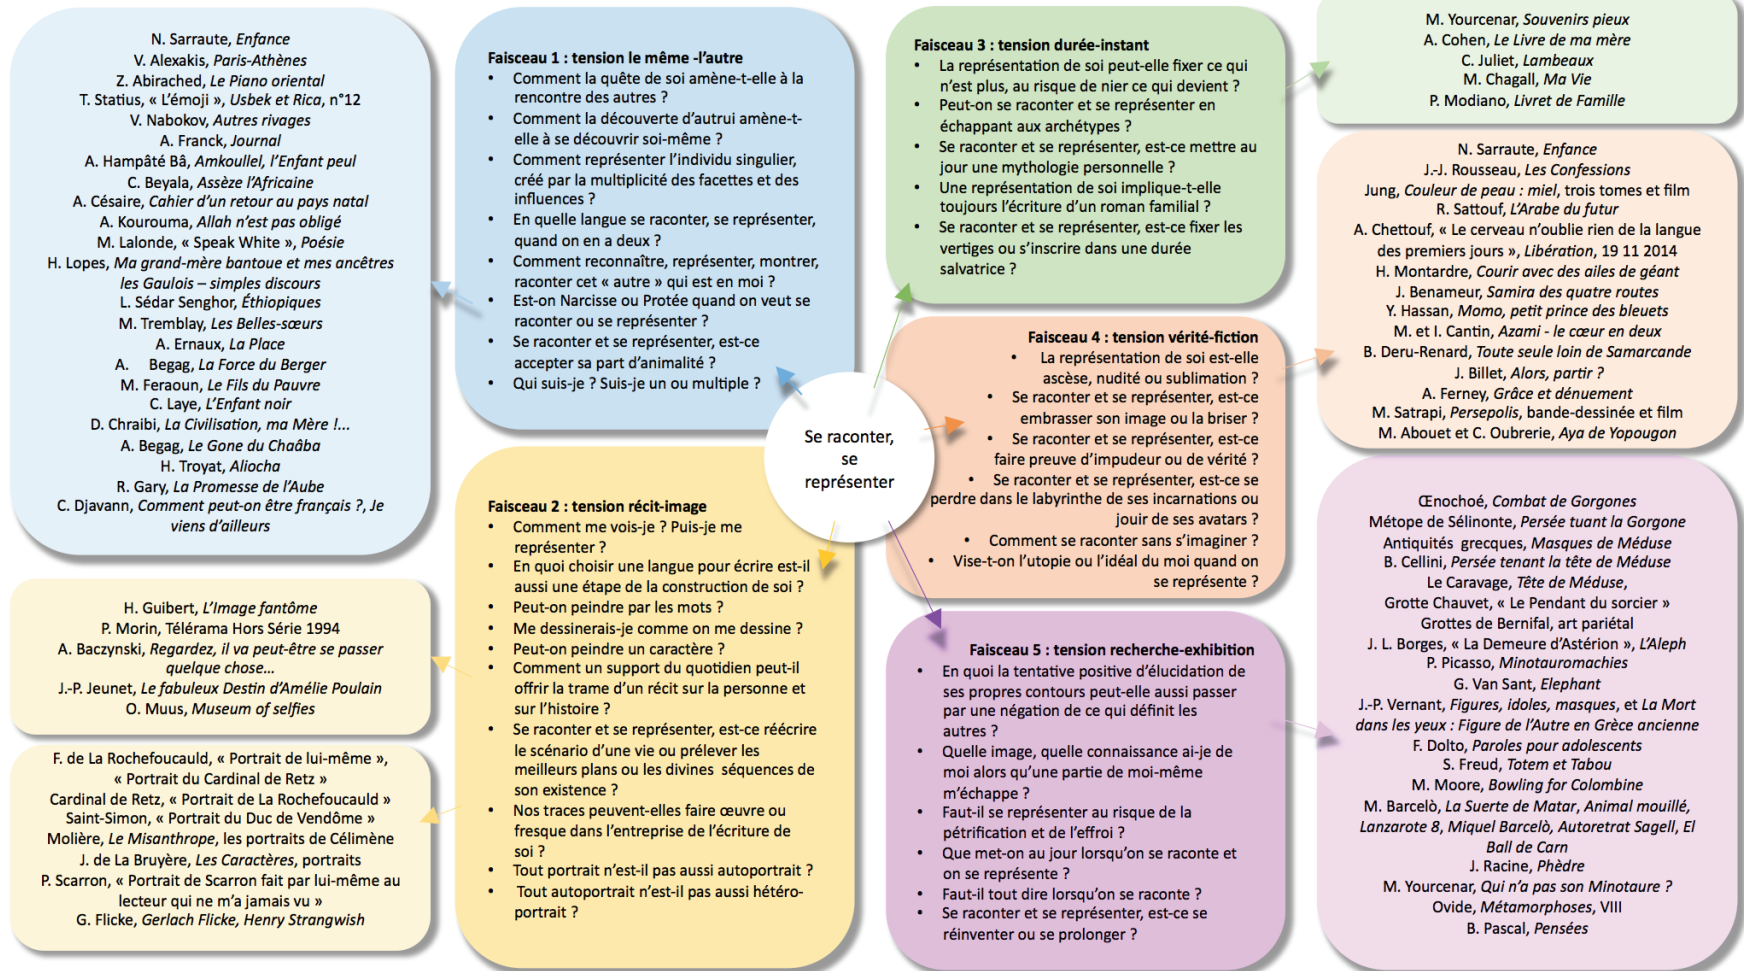 N. Sarraute, Enfance
V. Alexakis, Paris-Athènes
Z. Abirached, Le Piano oriental
T. Statius, « L’émoji », Usbek et Rica, n°12
V. Nabokov, Autres rivages
A. Franck, Journal
A. Hampâté Bâ, Amkoullel, l’Enfant peul
C. Beyala, Assèze l’Africaine
A. Césaire, Cahier d’un retour au pays natal
A. Kourouma, Allah n’est pas obligé
M. Lalonde, « Speak White », Poésie
H. Lopes, Ma grand-mère bantoue et mes ancêtres
les Gaulois – simples discours
L. Sédar Senghor, Éthiopiques
M. Tremblay, Les Belles-sœurs
A. Ernaux, La Place
A. Begag, La Force du Berger
M. Feraoun, Le Fils du Pauvre
C. Laye, L’Enfant noir
D. Chraibi, La Civilisation, ma Mère !...
A. Begag, Le Gone du Chaâba
H. Troyat, Aliocha
R. Gary, La Promesse de l’Aube
C. Djavann, Comment peut-on être français ?, Je
viens d’ailleurs
H. Guibert, L’Image fantôme
P. Morin, Télérama Hors Série 1994
A. Baczynski, Regardez, il va peut-être se passer
quelque chose…
J.-P. Jeunet, Le fabuleux Destin d’Amélie Poulain
O. Muus, Museum of selfies
F. de La Rochefoucauld, « Portrait de lui-même »,
« Portrait du Cardinal de Retz »
Cardinal de Retz, « Portrait de La Rochefoucauld »
Saint-Simon, « Portrait du Duc de Vendôme »
Molière, Le Misanthrope, les portraits de Célimène
J. de La Bruyère, Les Caractères, portraits
P. Scarron, « Portrait de Scarron fait par lui-même au
lecteur qui ne m’a jamais vu »
G. Flicke, Gerlach Flicke, Henry Strangwish
Faisceau 1 : tension le même -l’autre
• Comment la quête de soi amène-t-elle à la
rencontre des autres ?
• Comment la découverte d’autrui amène-t-
elle à se découvrir soi-même ?
• Comment représenter l’individu singulier,
créé par la multiplicité des facettes et des
influences ?
• En quelle langue se raconter, se représenter,
quand on en a deux ?
• Comment reconnaître, représenter, montrer,
raconter cet « autre » qui est en moi ?
• Est-on Narcisse ou Protée quand on veut se
raconter ou se représenter ?
• Se raconter et se représenter, est-ce
accepter sa part d’animalité ?
• Qui suis-je ? Suis-je un ou multiple ?
Faisceau 2 : tension récit-image
• Comment me vois-je ? Puis-je me
représenter ?
• En quoi choisir une langue pour écrire est-il
aussi une étape de la construction de soi ?
• Peut-on peindre par les mots ?
• Me dessinerais-je comme on me dessine ?
• Peut-on peindre un caractère ?
• Comment un support du quotidien peut-il
offrir la trame d’un récit sur la personne et
sur l’histoire ?
• Se raconter et se représenter, est-ce réécrire
le scénario d’une vie ou prélever les
meilleurs plans ou les divines séquences de
son existence ?
• Nos traces peuvent-elles faire œuvre ou
fresque dans l’entreprise de l’écriture de
soi ?
• Tout portrait n’est-il pas aussi autoportrait ?
• Tout autoportrait n’est-il pas aussi hétéro-
portrait ?
Se raconter,
se
représenter
Faisceau 3 : tension durée-instant
• La représentation de soi peut-elle fixer ce qui
n’est plus, au risque de nier ce qui devient ?
• Peut-on se raconter et se représenter en
échappant aux archétypes ?
• Se raconter et se représenter, est-ce mettre au
jour une mythologie personnelle ?
• Une représentation de soi implique-t-elle
toujours l’écriture d’un roman familial ?
• Se raconter et se représenter, est-ce fixer les
vertiges ou s’inscrire dans une durée
salvatrice ?
Faisceau 4 : tension vérité-fiction
• La représentation de soi est-elle
ascèse, nudité ou sublimation ?
• Se raconter et se représenter, est-ce
embrasser son image ou la briser ?
• Se raconter et se représenter, est-ce
faire preuve d’impudeur ou de vérité ?
• Se raconter et se représenter, est-ce se
perdre dans le labyrinthe de ses incarnations ou
jouir de ses avatars ?
• Comment se raconter sans s’imaginer ?
• Vise-t-on l’utopie ou l’idéal du moi quand on
se représente ?
Faisceau 5 : tension recherche-exhibition
• En quoi la tentative positive d’élucidation de
ses propres contours peut-elle aussi passer
par une négation de ce qui définit les
autres ?
• Quelle image, quelle connaissance ai-je de
moi alors qu’une partie de moi-même
m’échappe ?
• Faut-il se représenter au risque de la
pétrification et de l’effroi ?
• Que met-on au jour lorsqu’on se raconte et
on se représente ?
• Faut-il tout dire lorsqu’on se raconte ?
• Se raconter et se représenter, est-ce se
réinventer ou se prolonger ?
M. Yourcenar, Souvenirs pieux
A. Cohen, Le Livre de ma mère
C. Juliet, Lambeaux
M. Chagall, Ma Vie
P. Modiano, Livret de Famille
N. Sarraute, Enfance
J.-J. Rousseau, Les Confessions
Jung, Couleur de peau : miel, trois tomes et film
R. Sattouf, L’Arabe du futur
A. Chettouf, « Le cerveau n’oublie rien de la langue
des premiers jours », Libération, 19 11 2014
H. Montardre, Courir avec des ailes de géant
J. Benameur, Samira des quatre routes
Y. Hassan, Momo, petit prince des bleuets
M. et I. Cantin, Azami - le cœur en deux
B. Deru-Renard, Toute seule loin de Samarcande
J. Billet, Alors, partir ?
A. Ferney, Grâce et dénuement
M. Satrapi, Persepolis, bande-dessinée et film
M. Abouet et C. Oubrerie, Aya de Yopougon
Œnochoé, Combat de Gorgones
Métope de Sélinonte, Persée tuant la Gorgone
Antiquités grecques, Masques de Méduse
B. Cellini, Persée tenant la tête de Méduse
Le Caravage, Tête de Méduse,
Grotte Chauvet, « Le Pendant du sorcier »
Grottes de Bernifal, art pariétal
J. L. Borges, « La Demeure d’Astérion », L’Aleph
P. Picasso, Minotauromachies
G. Van Sant, Elephant
J.-P. Vernant, Figures, idoles, masques, et La Mort
dans les yeux : Figure de l’Autre en Grèce ancienne
F. Dolto, Paroles pour adolescents
S. Freud, Totem et Tabou
M. Moore, Bowling for Colombine
M. Barcelò, La Suerte de Matar, Animal mouillé,
Lanzarote 8, Miquel Barcelò, Autoretrat Sagell, El
Ball de Carn
J. Racine, Phèdre
M. Yourcenar, Qui n’a pas son Minotaure ?
Ovide, Métamorphoses, VIII
B. Pascal, Pensées